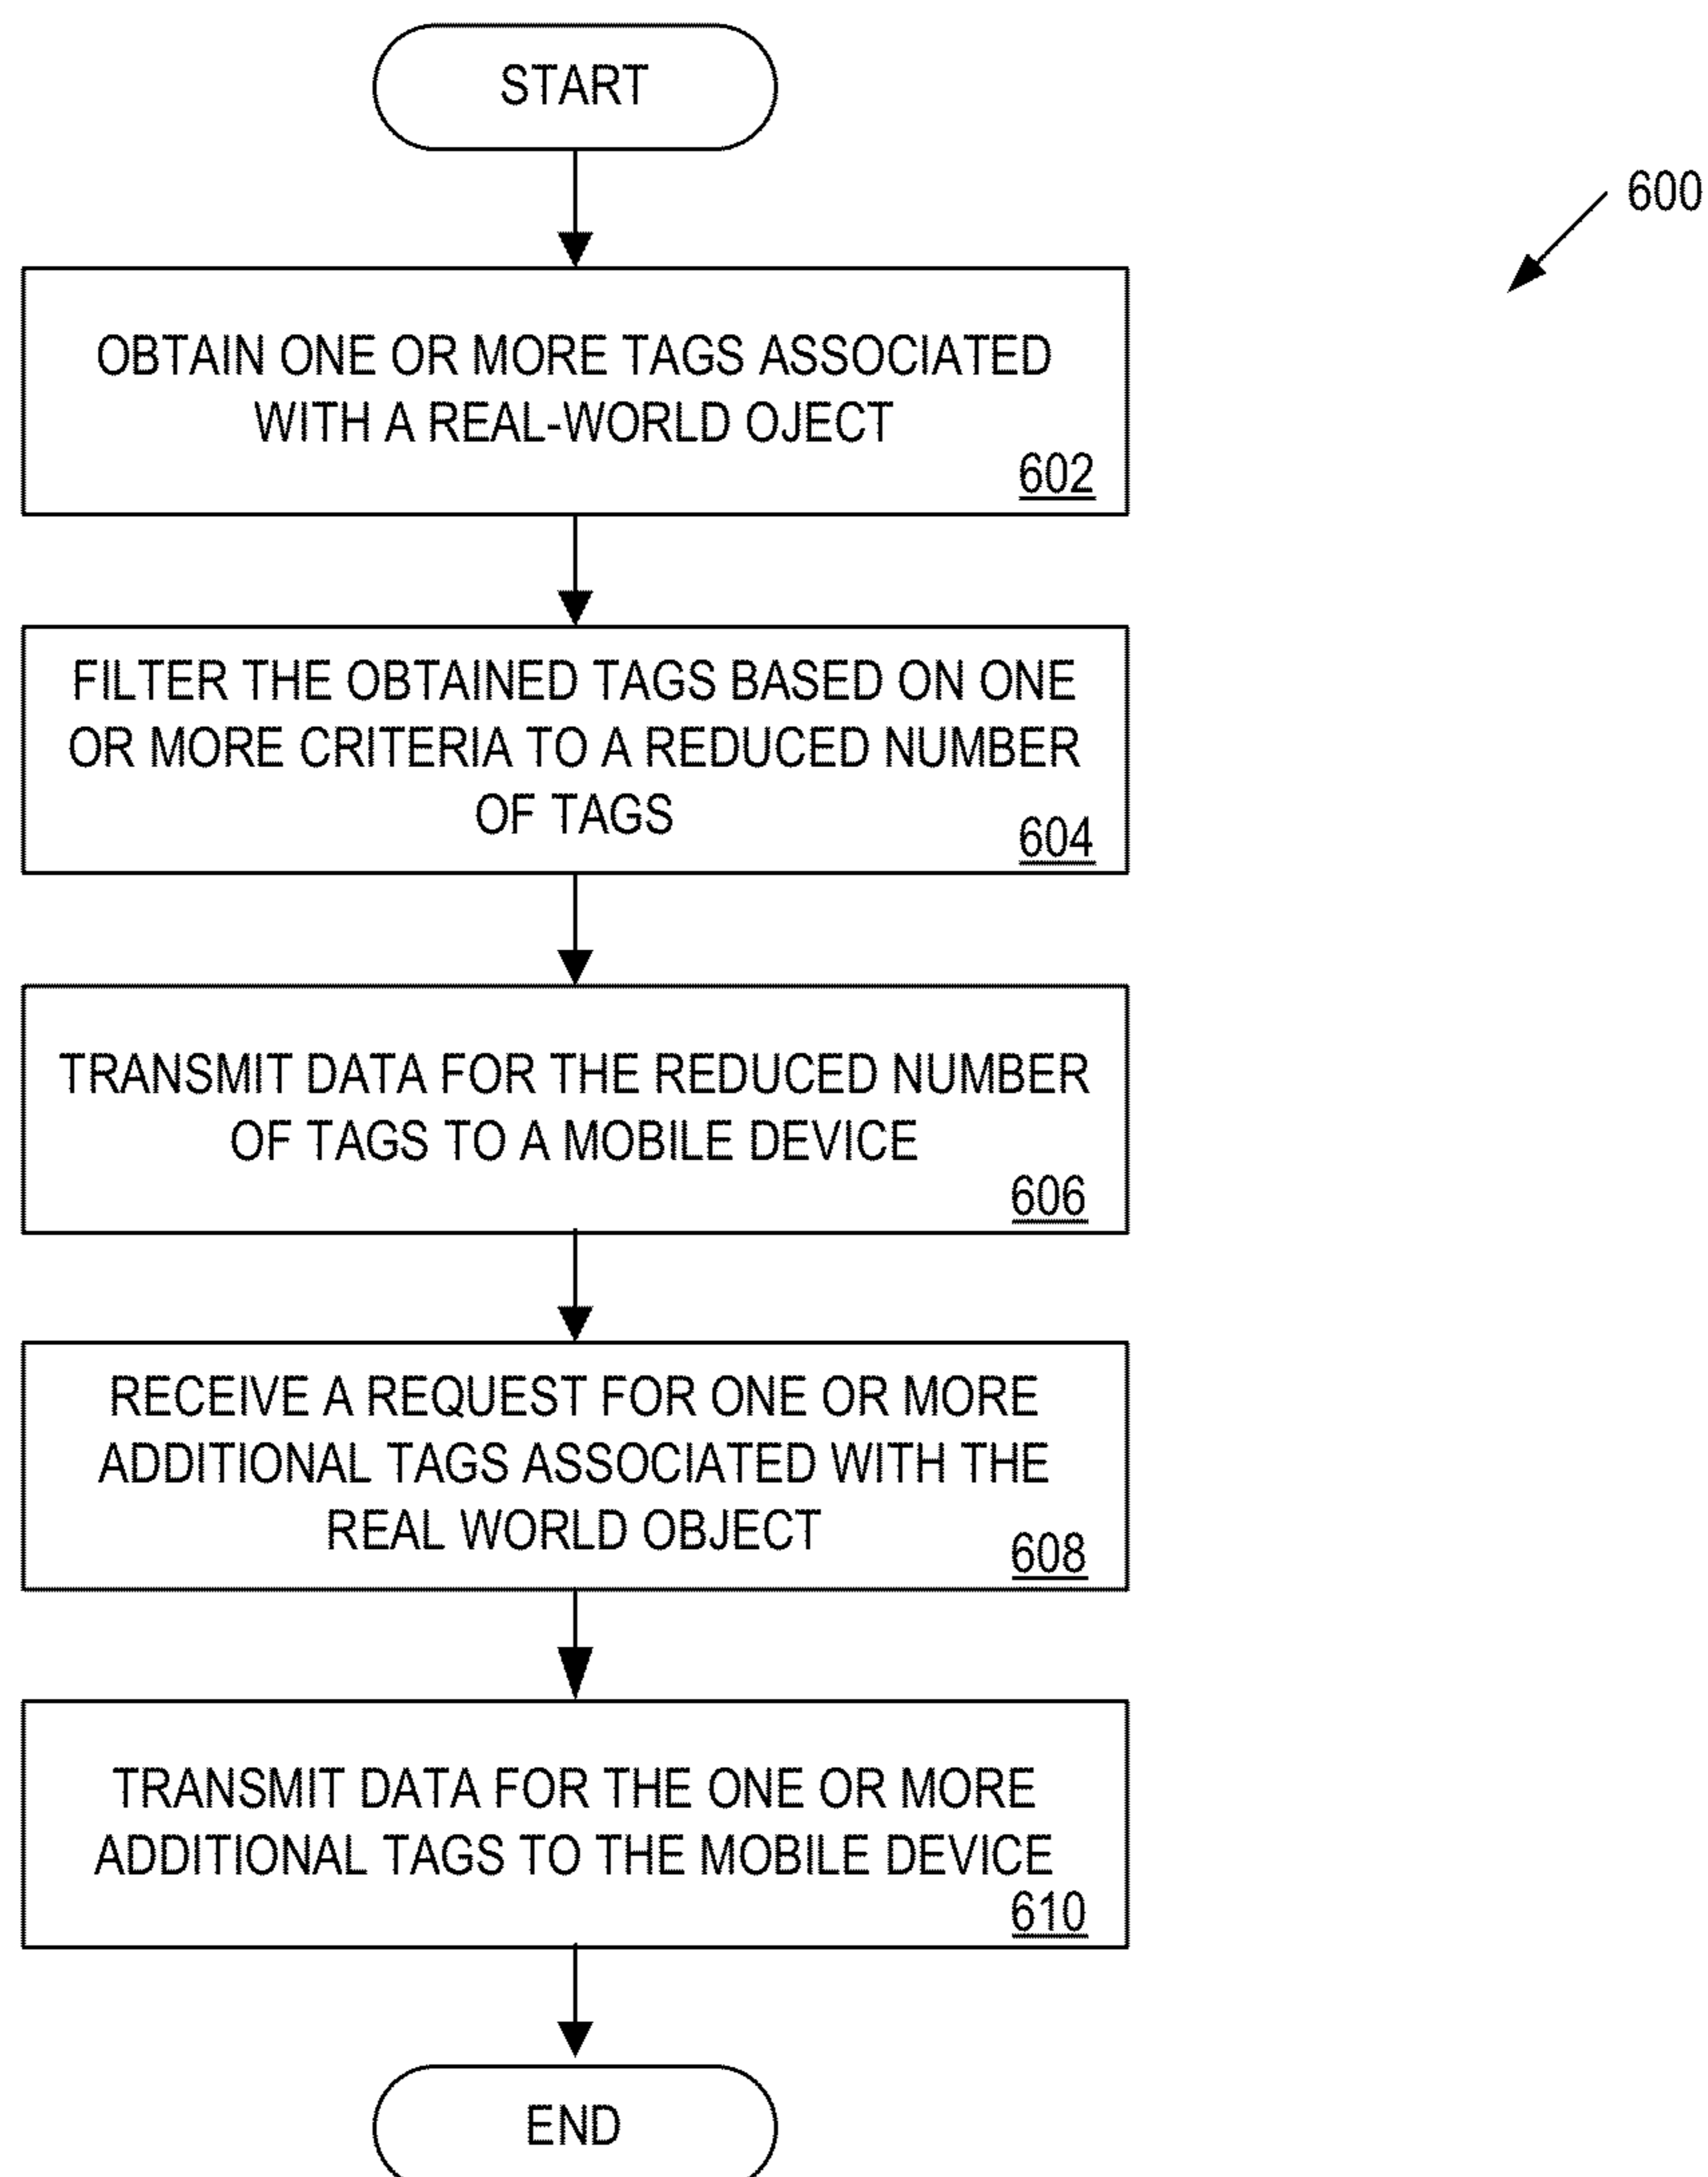 START
600
OBTAIN ONE OR MORE TAGS ASSOCIATED
WITH A REAL-WORLD OJECT
602
FILTER THE OBTAINED TAGS BASED ON ONE
OR MORE CRITERIA TO A REDUCED NUMBER
OF TAGS
604
TRANSMIT DATA FOR THE REDUCED NUMBER
OF TAGS TO A MOBILE DEVICE
606
RECEIVE A REQUEST FOR ONE OR MORE
ADDITIONAL TAGS ASSOCIATED WITH THE
REAL WORLD OBJECT
608
TRANSMIT DATA FOR THE ONE OR MORE
ADDITIONAL TAGS TO THE MOBILE DEVICE
610
END